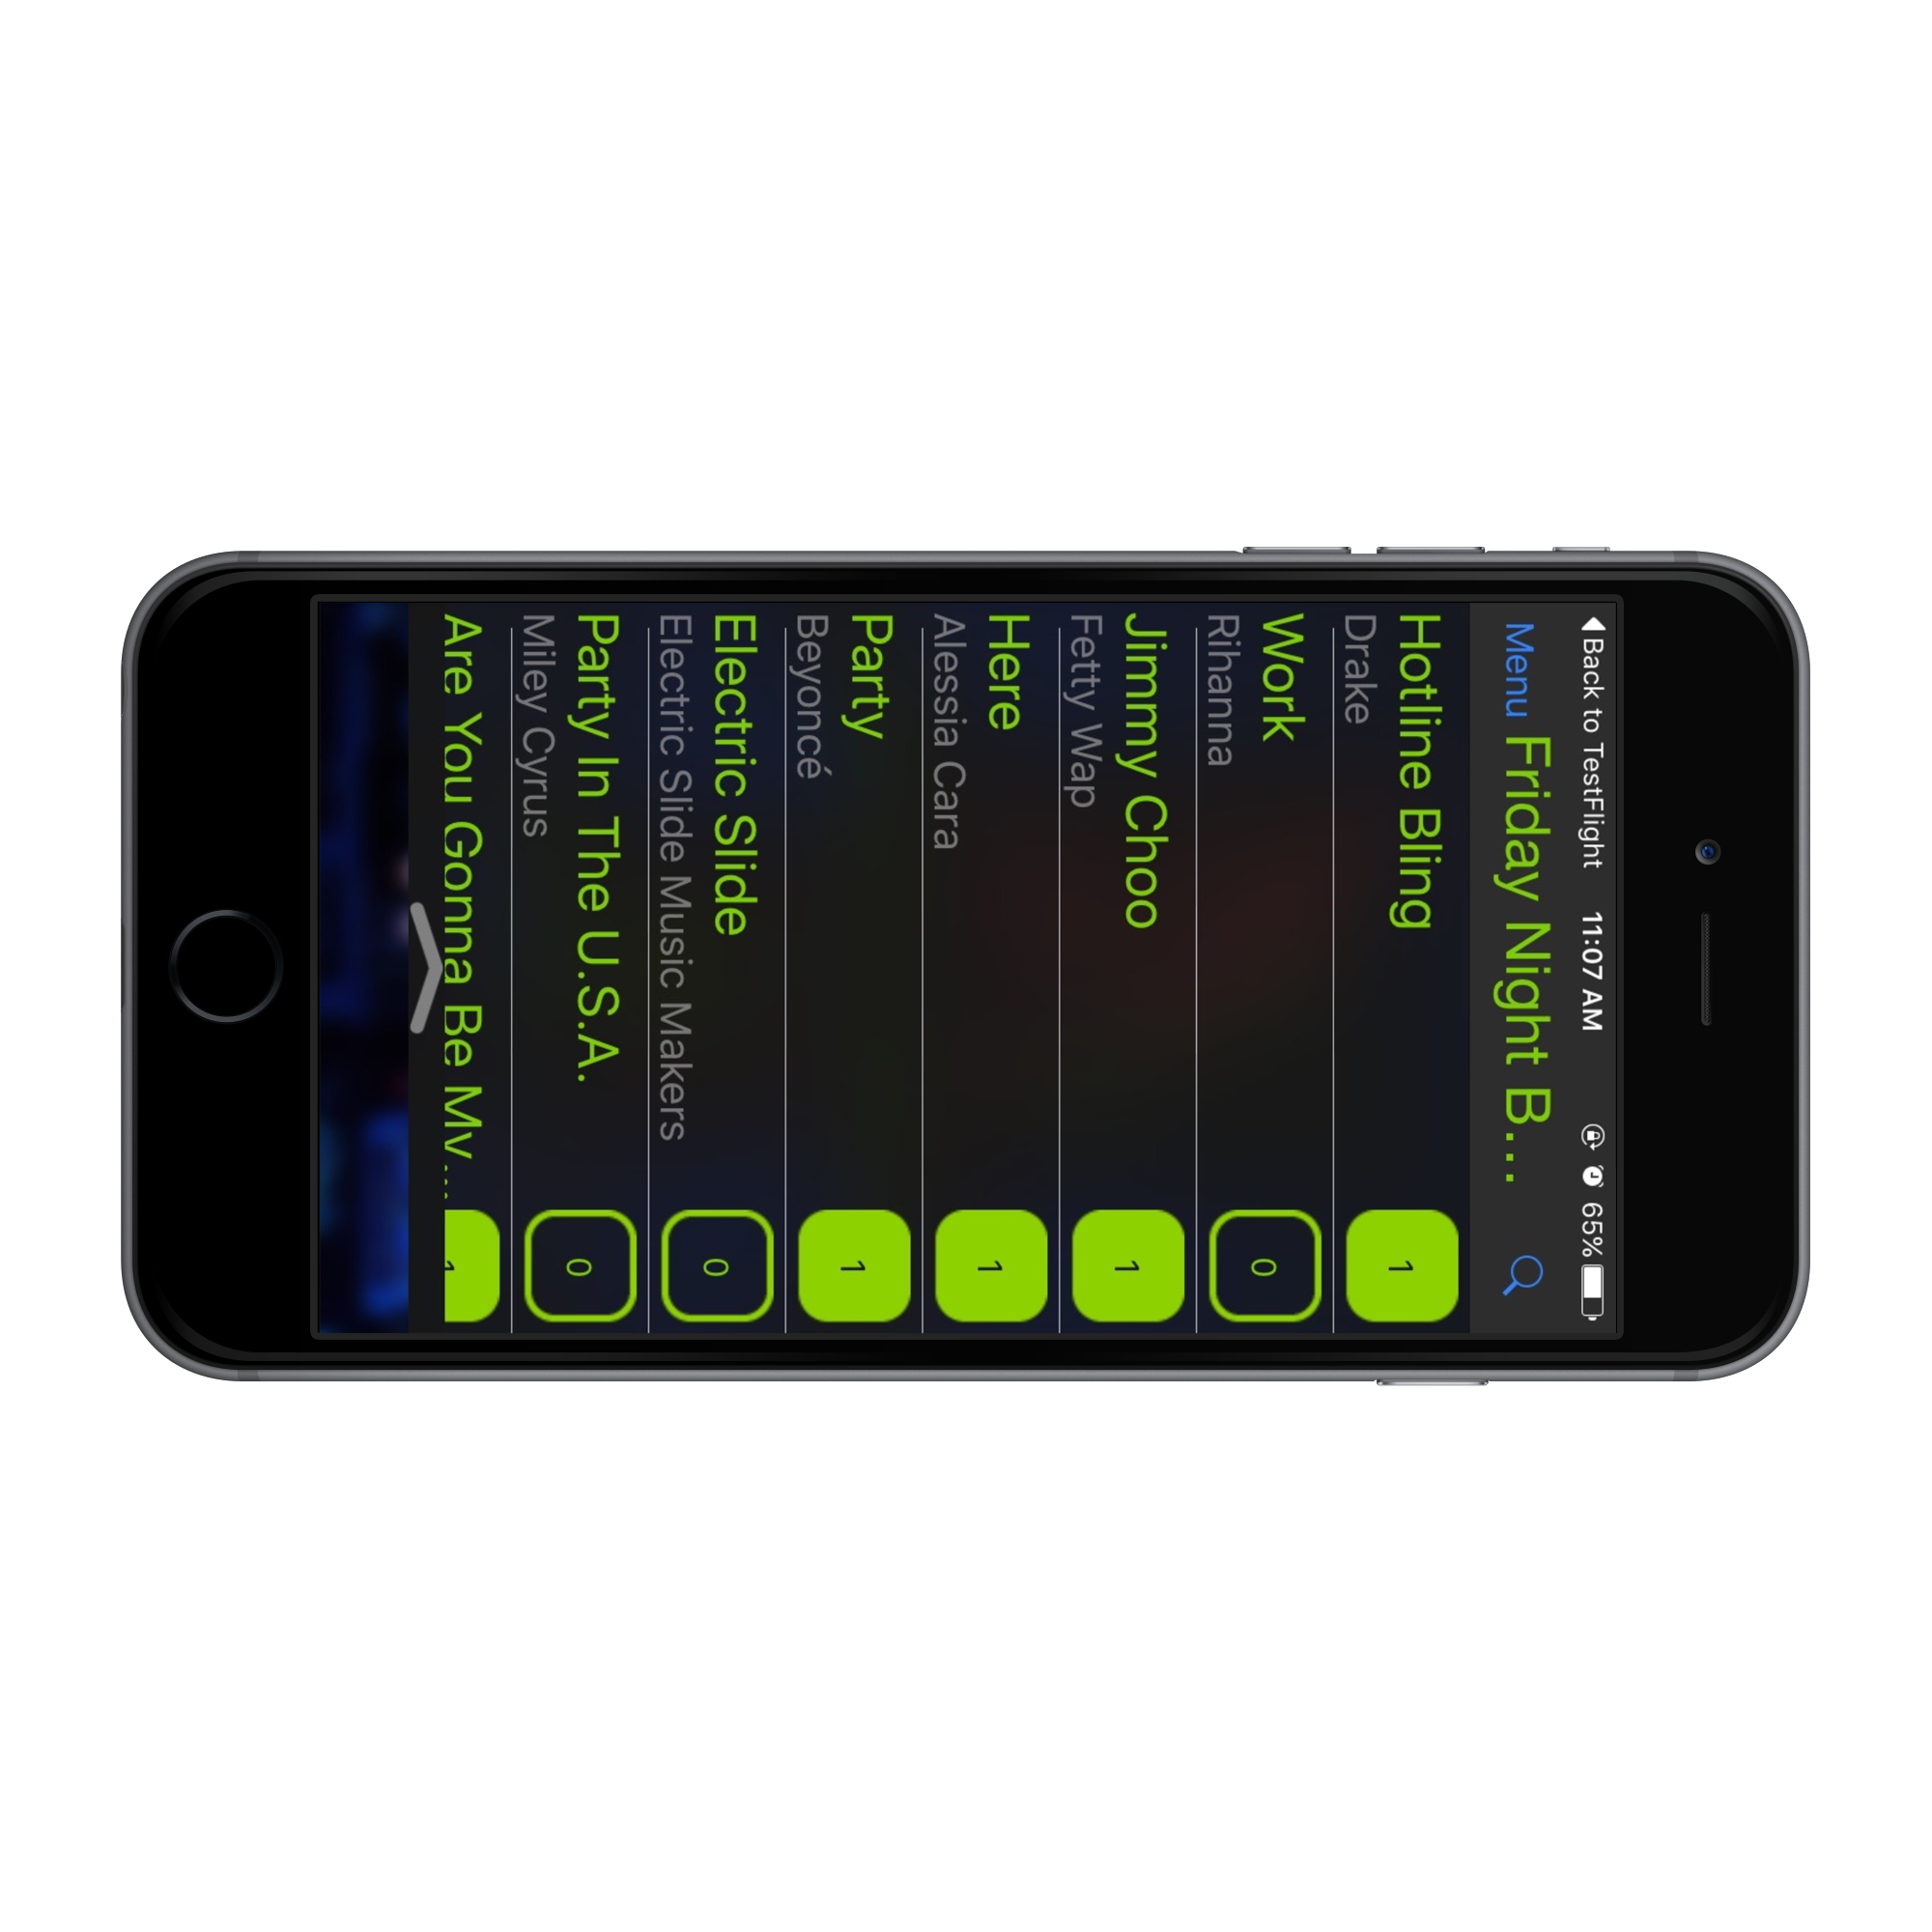 Back to TestFlight 11:07 AM 65%
Menu Friday Night B...
Hotline Bling 1
Drake
Work 0
Rihanna
Jimmy Choo 1
Fetty Wap
Here 1
Alessia Cara
Party 1
Beyoncé
Electric Slide 0
Electric Slide Music Makers
Party In The U.S.A. 0
Miley Cyrus
Are You Gonna Be My... 1